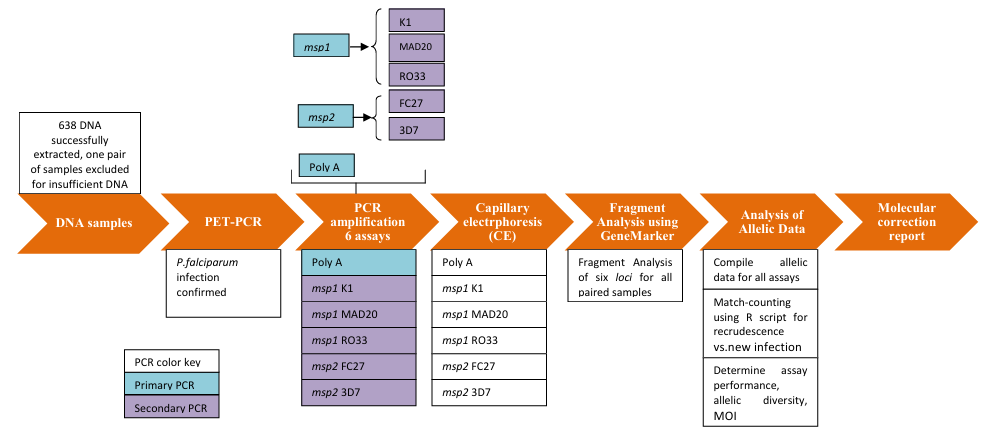 K1
msp1
MAD20
RO33
FC27
msp2
3D7
Poly A
638 DNA
successfully
extracted, one pair
of samples excluded
for insufficient DNA
DNA samples
PET-PCR
PCR
amplification
6 assays
Capillary
electrphoresis
(CE)
Fragment
Analysis using
GeneMarker
Analysis of
Allelic Data
Molecular
correction
report
P.falciparum
infection
confirmed
Poly A
msp1 K1
msp1 MAD20
msp1 RO33
msp2 FC27
msp2 3D7
Poly A
msp1 K1
msp1 MAD20
msp1 RO33
msp2 FC27
msp2 3D7
Fragment Analysis
of six loci for all
paired samples
Compile allelic
data for all assays
Match-counting
using R script for
recrudescence
vs.new infection
Determine assay
performance,
allelic diversity,
MOI
PCR color key
Primary PCR
Secondary PCR